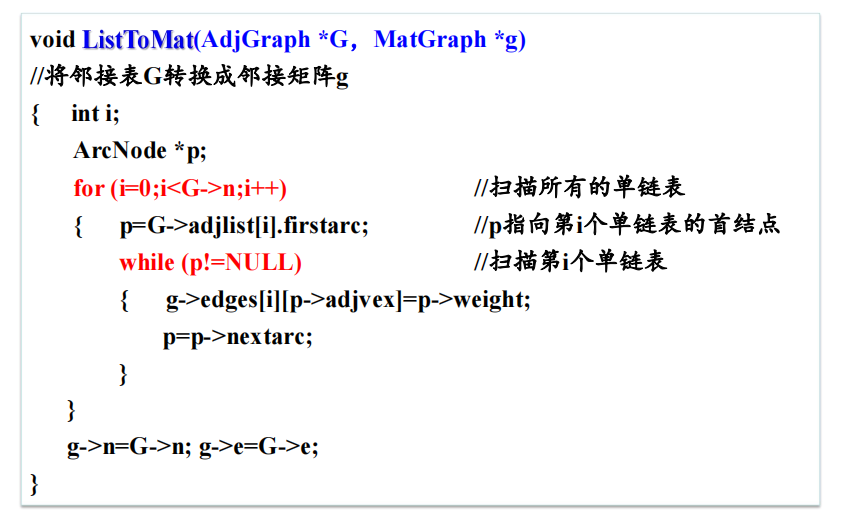 void ListToMat(AdjGraph *G，MatGraph *g)
//将邻接表G转换成邻接矩阵g
{ int i;
ArcNode *p;
for (i=0;i<G->n;i++) //扫描所有的单链表
{ p=G->adjlist[i].firstarc; //p指向第i个单链表的首结点
while (p!=NULL) //扫描第i个单链表
{ g->edges[i][p->adjvex]=p->weight;
p=p->nextarc;
}
}
g->n=G->n; g->e=G->e;
}